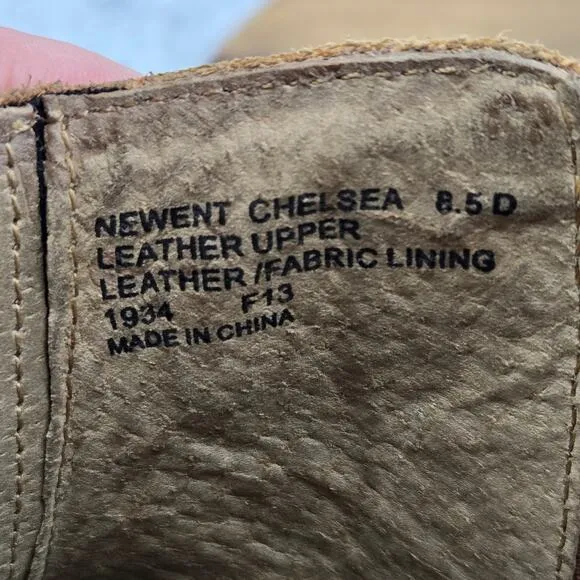 NEWENT CHELSEA 8.5 D
LEATHER UPPER
LEATHER/FABRIC LINING
1934 F13
MADE IN CHINA